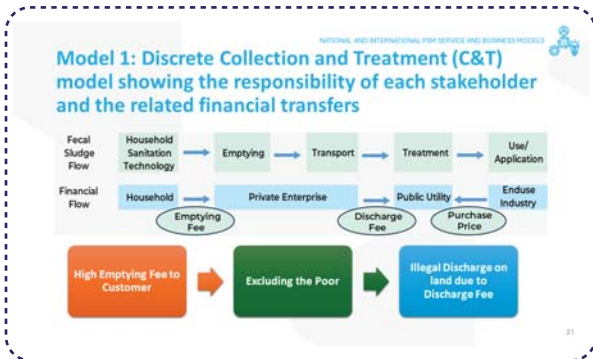 NATIONAL AND INTERNATIONAL FSM SERVICE AND BUSINESS MODELS
Model 1: Discrete Collection and Treatment (C&T)
model showing the responsibility of each stakeholder
and the related financial transfers
Fecal
Sludge
Flow
Household
Sanitation
Technology
Emptying
Transport
Treatment
Use/
Application
Financial
Flow
Household
Private Enterprise
Public Utility
Enduse
Industry
Emptying
Fee
Discharge
Fee
Purchase
Price
High Emptying Fee to
Customer
Excluding the Poor
Illegal Discharge on
land due to
Discharge Fee
21